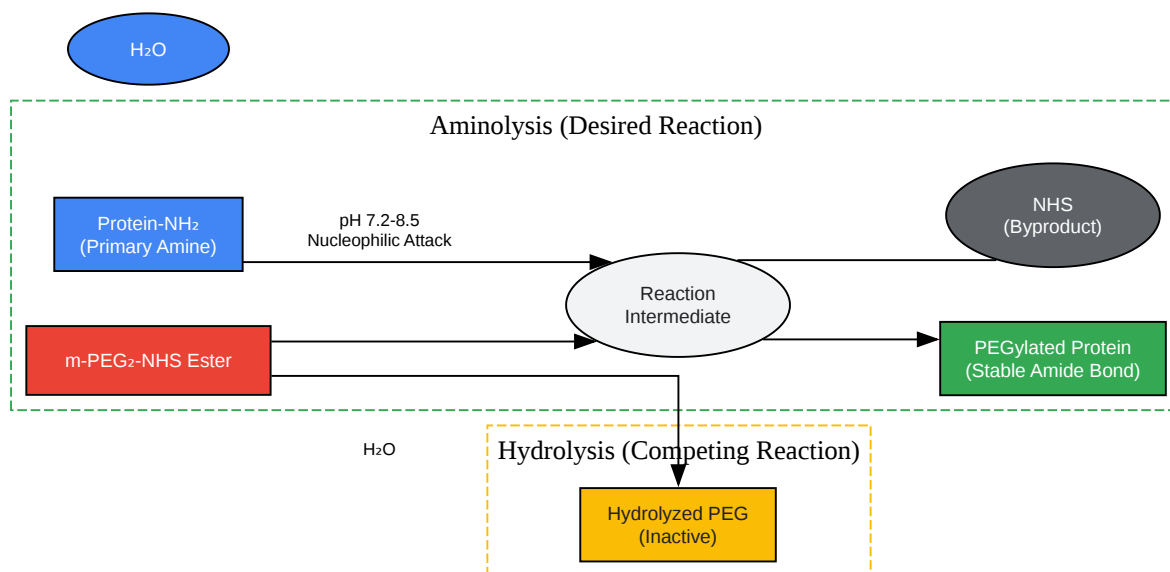 H₂O
Aminolysis (Desired Reaction)
Protein-NH₂
(Primary Amine)
pH 7.2-8.5
Nucleophilic Attack
NHS
(Byproduct)
Reaction
Intermediate
m-PEG₂-NHS Ester
PEGylated Protein
(Stable Amide Bond)
H₂O
Hydrolysis (Competing Reaction)
Hydrolyzed PEG
(Inactive)